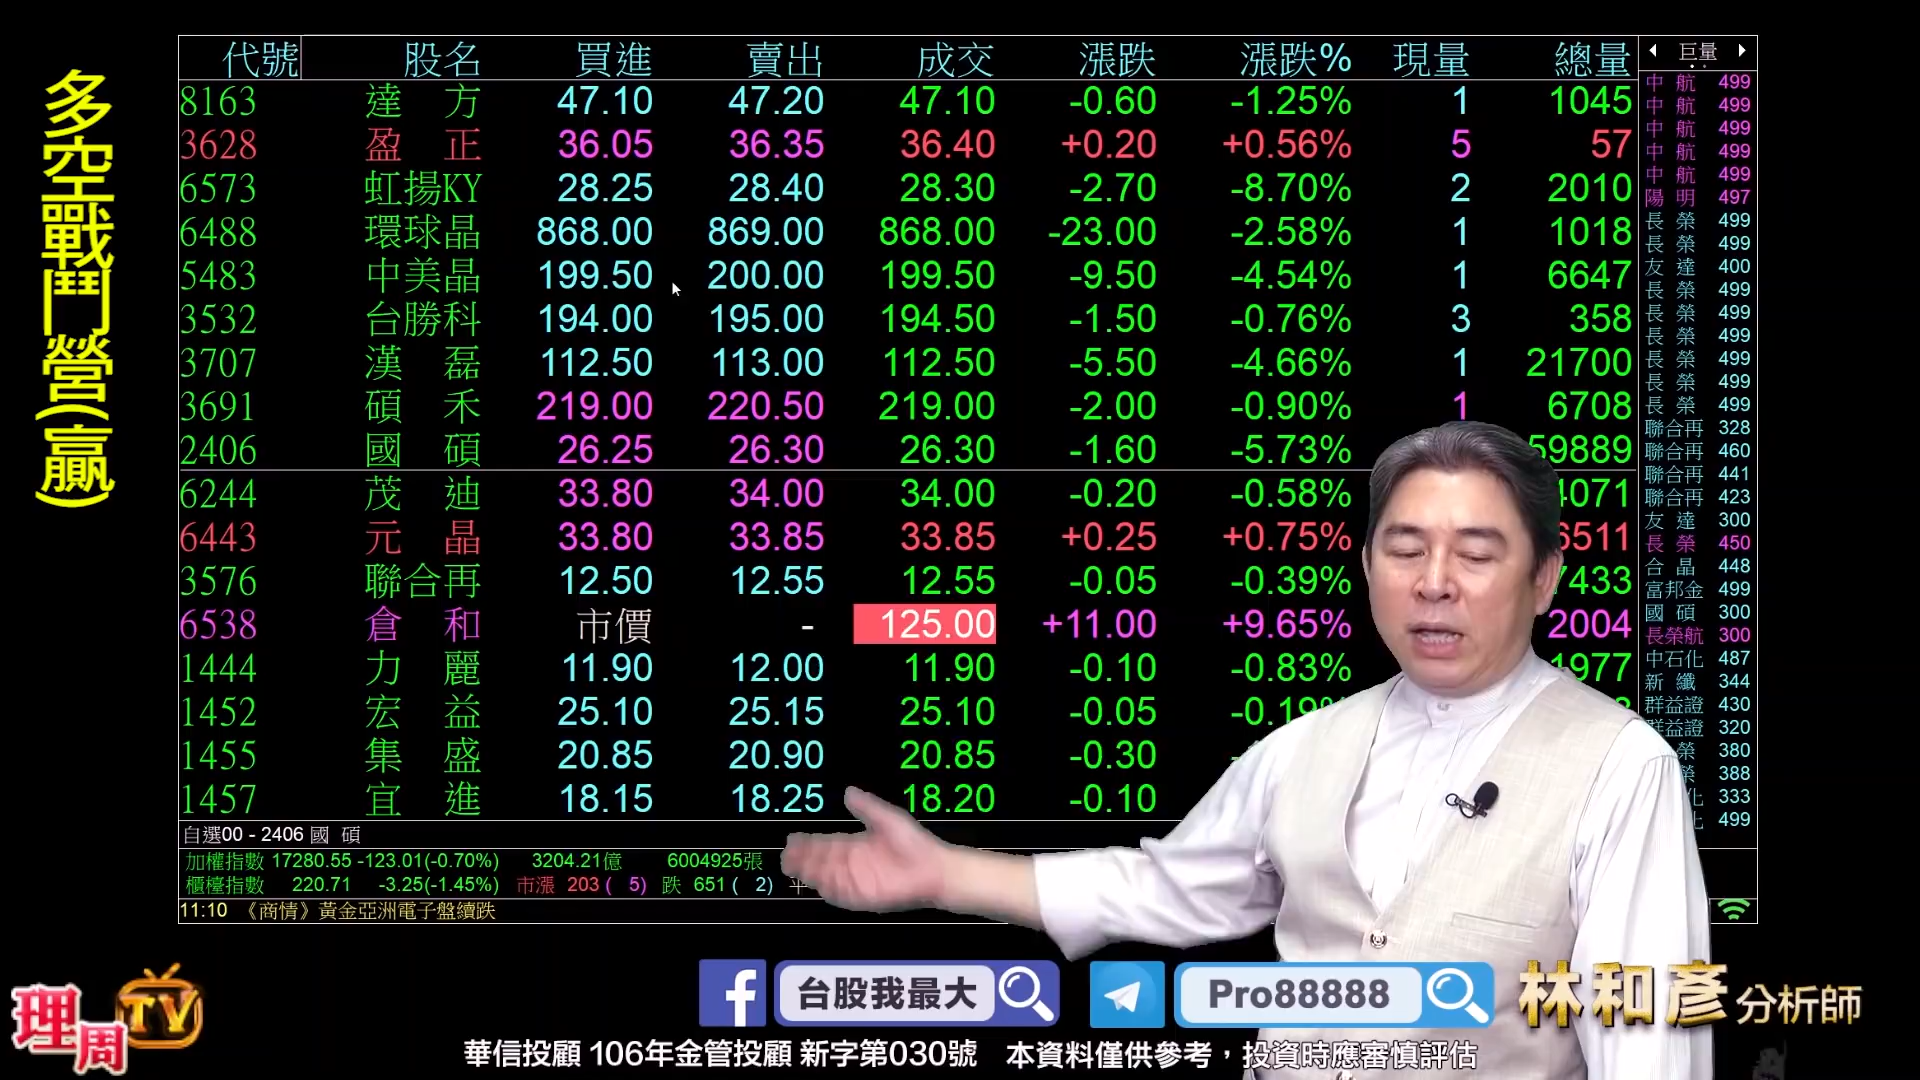 多空戰鬥營(贏)
代號 股名 買進 賣出 成交 漲跌 漲跌% 現量 總量
8163 達方 47.10 47.20 47.10 -0.60 -1.25% 1 1045
3628 盈正 36.05 36.35 36.40 +0.20 +0.56% 5 57
6573 虹揚KY 28.25 28.40 28.30 -2.70 -8.70% 2 2010
6488 環球晶 868.00 869.00 868.00 -23.00 -2.58% 1 1018
5483 中美晶 199.50 200.00 199.50 -9.50 -4.54% 1 6647
3532 台勝科 194.00 195.00 194.50 -1.50 -0.76% 3 358
3707 漢磊 112.50 113.00 112.50 -5.50 -4.66% 1 21700
3691 碩禾 219.00 220.50 219.00 -2.00 -0.90% 1 6708
2406 國碩 26.25 26.30 26.30 -1.60 -5.73% 59889
6244 茂迪 33.80 34.00 34.00 -0.20 -0.58% 4071
6443 元晶 33.80 33.85 33.85 +0.25 +0.75% 6511
3576 聯合再 12.50 12.55 12.55 -0.05 -0.39% 7433
6538 倉和 市價 - 125.00 +11.00 +9.65% 2004
1444 力麗 11.90 12.00 11.90 -0.10 -0.83% 1977
1452 宏益 25.10 25.15 25.10 -0.05 -0.19%
1455 集盛 20.85 20.90 20.85 -0.30
1457 宜進 18.15 18.25 18.20 -0.10
巨量
中航 499
中航 499
中航 499
中航 499
中航 499
陽明 497
長榮 499
長榮 499
友達 400
長榮 499
長榮 499
長榮 499
長榮 499
長榮 499
長榮 499
聯合再 328
聯合再 460
聯合再 441
聯合再 423
友達 300
長榮 450
合晶 448
富邦金 499
國碩 300
長榮航 300
中石化 487
新纖 344
群益證 430
群益證 320
榮 380
榮 388
化 333
化 499
自選00 - 2406 國碩
加權指數 17280.55 -123.01(-0.70%) 3204.21億 6004925張
櫃檯指數 220.71 -3.25(-1.45%) 市漲 203 ( 5) 跌 651 ( 2) 平
11:10 《商情》黃金亞洲電子盤續跌
理周TV
台股我最大
Pro88888
林和彥 分析師
華信投顧 106年金管投顧 新字第030號 本資料僅供參考，投資時應審慎評估